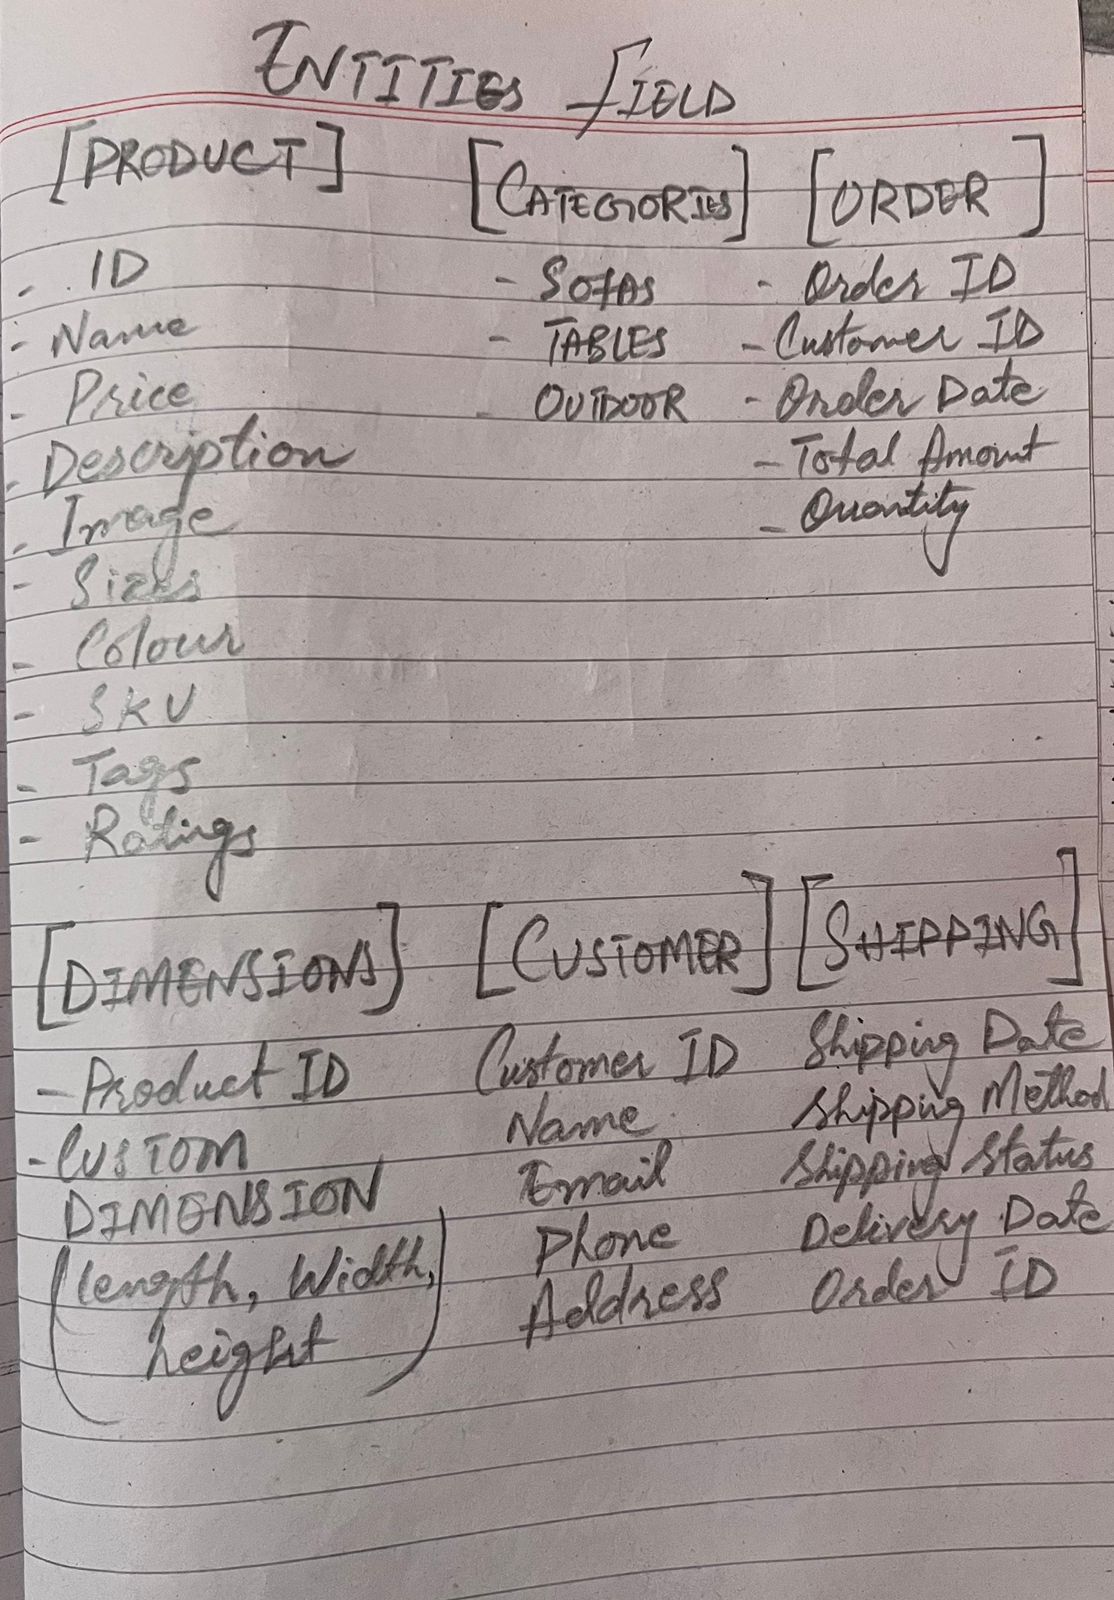 ENTITIES FIELD
[PRODUCT]
- ID
- Name
- Price
- Description
- Image
- Sizes
- Colour
- SKU
- Tags
- Ratings
[CATEGORIES]
- SOFAS
- TABLES
- OUTDOOR
[ORDER]
- Order ID
- Customer ID
- Order Date
- Total Amount
- Quantity
[DIMENSIONS]
- Product ID
- CUSTOM
DIMENSION
(length, Width,
height)
[CUSTOMER]
Customer ID
Name
Email
Phone
Address
[SHIPPING]
Shipping Date
Shipping Method
Shipping Status
Delivery Date
Order ID